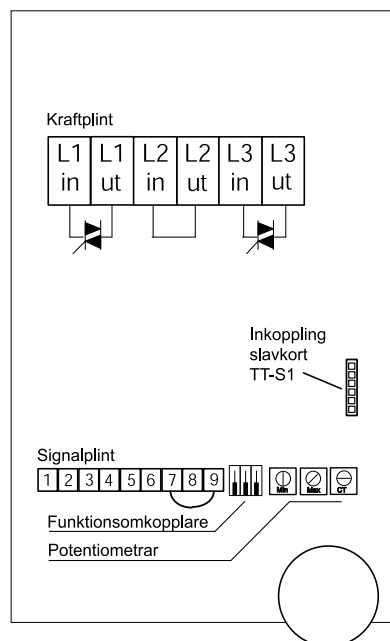 Kraftplint
L1 L1 L2 L2 L3 L3
in ut in ut in ut
Inkoppling
slavkort
TT-S1
Signalplint
1 2 3 4 5 6 7 8 9
Min Max CT
Funktionsomkopplare
Potentiometrar